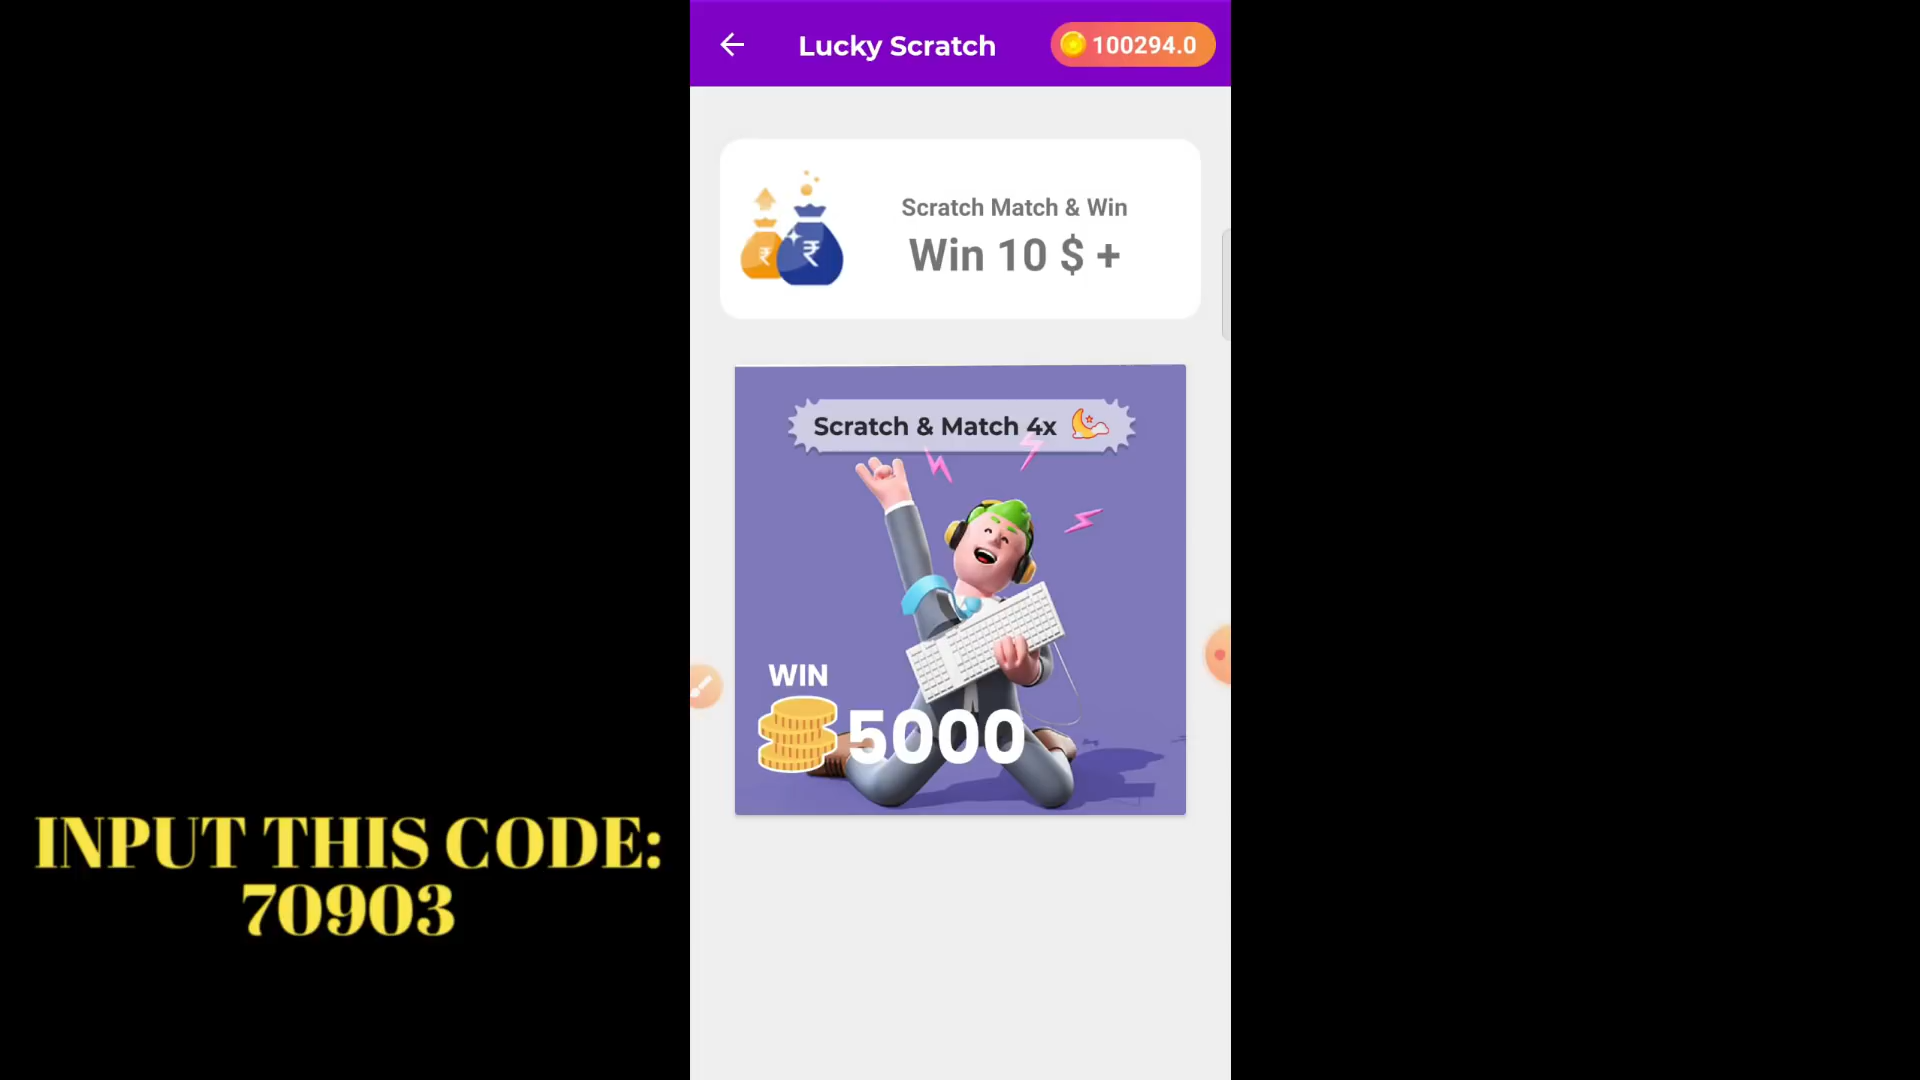 Lucky Scratch
100294.0
Scratch Match & Win
Win 10 $ +
₹ ₹
Scratch & Match 4x
WIN
5000
INPUT THIS CODE:
70903